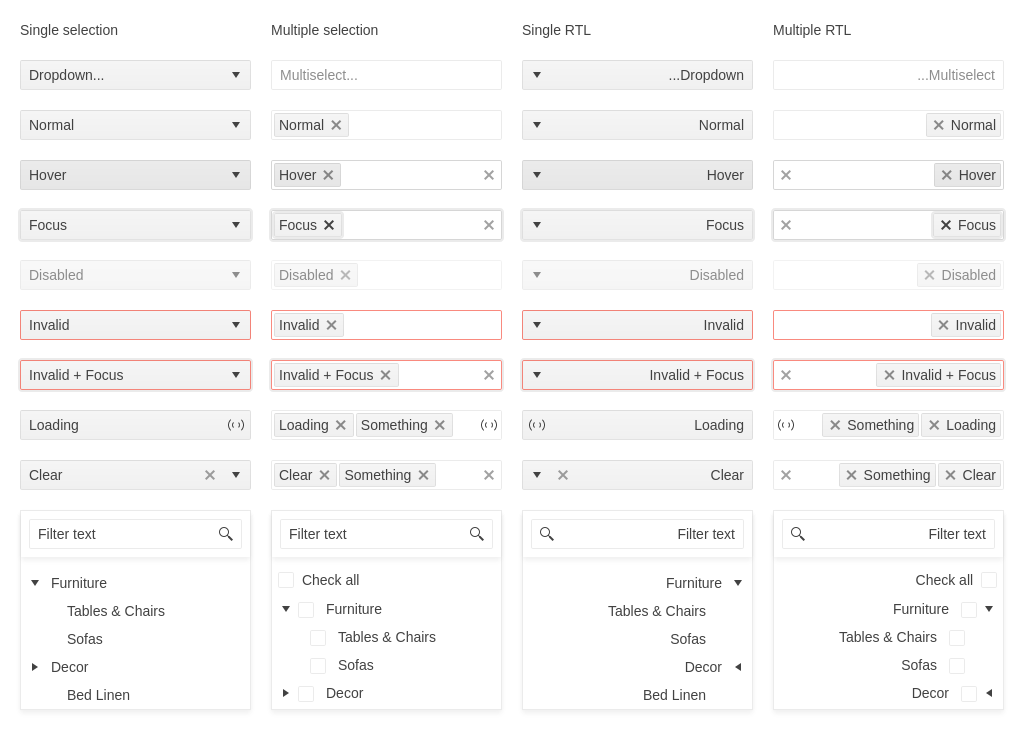 Single selection
Multiple selection
Single RTL
Multiple RTL
Dropdown...
Multiselect...
...Dropdown
...Multiselect
Normal
Normal
Normal
Normal
Hover
Hover
Hover
Hover
Focus
Focus
Focus
Focus
Disabled
Disabled
Disabled
Disabled
Invalid
Invalid
Invalid
Invalid
Invalid + Focus
Invalid + Focus
Invalid + Focus
Invalid + Focus
Loading
Loading Something
Loading
Something Loading
Clear
Clear Something
Clear
Something Clear
Filter text
Furniture
Tables & Chairs
Sofas
Decor
Bed Linen
Filter text
Check all
Furniture
Tables & Chairs
Sofas
Decor
Filter text
Furniture
Tables & Chairs
Sofas
Decor
Bed Linen
Filter text
Check all
Furniture
Tables & Chairs
Sofas
Decor